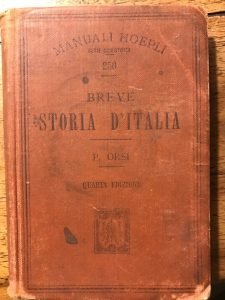 MANUALI HOEPLI
SERIE SCIENTIFICA
250
BREVE
STORIA D'ITALIA
P. ORSI
QUARTA EDIZIONE